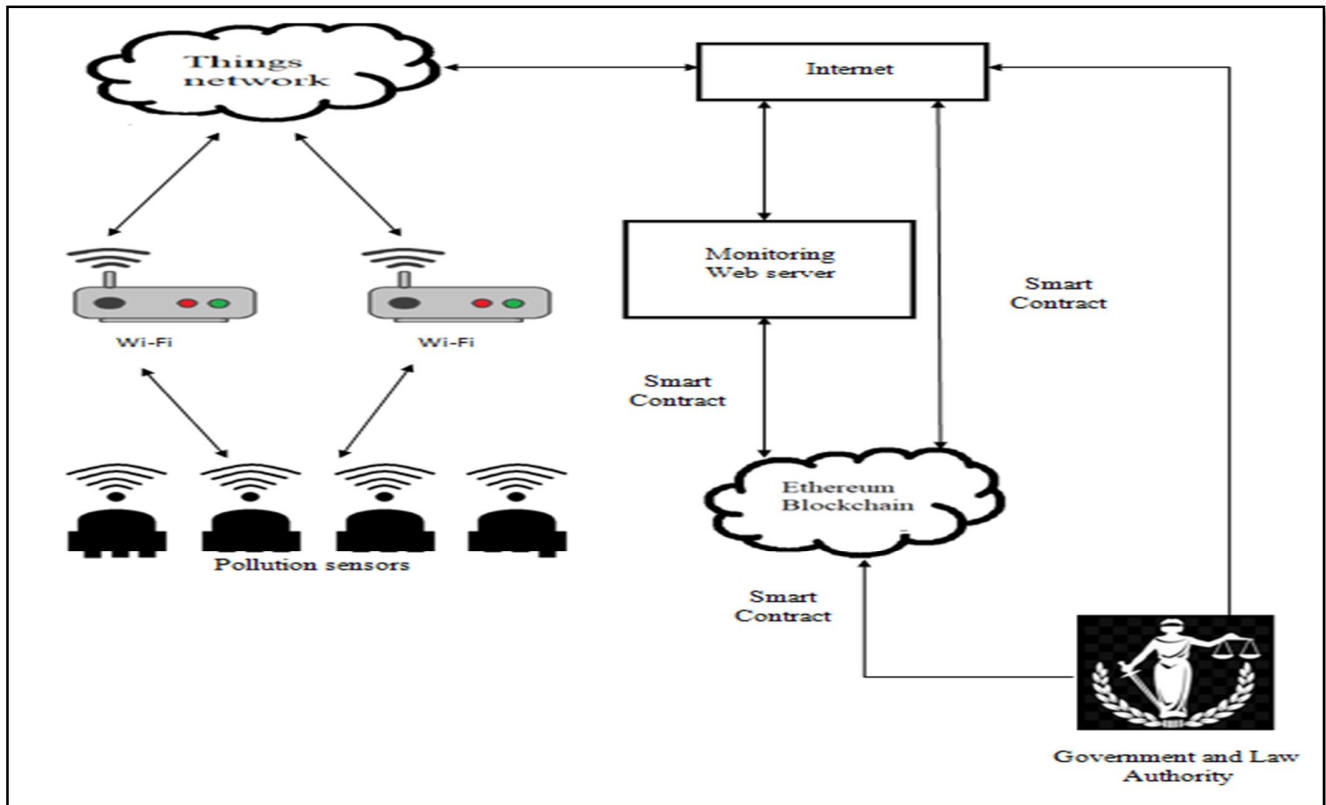 Things
network
Internet
Monitoring
Web server
Smart
Contract
Wi-Fi
Wi-Fi
Smart
Contract
Ethereum
Blockchain
Pollution sensors
Smart
Contract
Government and Law
Authority